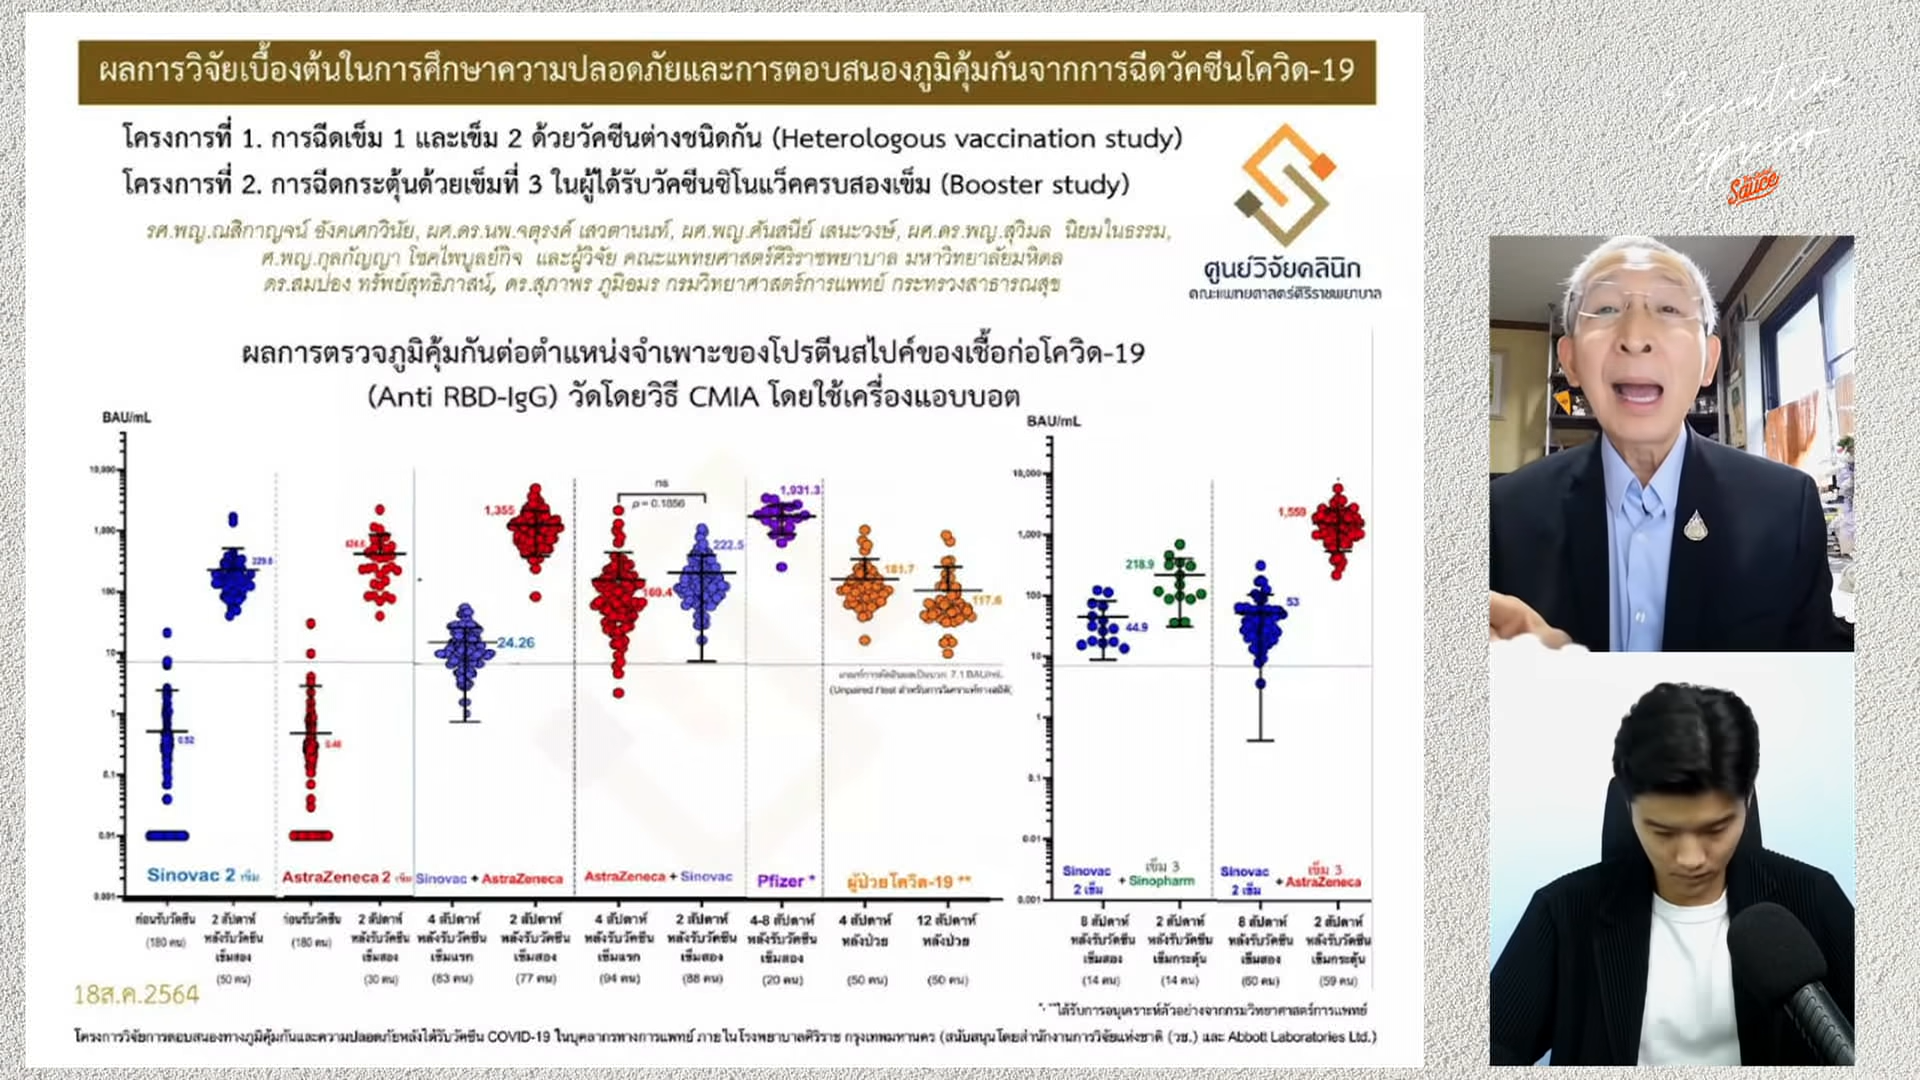 ผลการวิจัยเบื้องต้นในการศึกษาความปลอดภัยและการตอบสนองภูมิคุ้มกันจากการฉีดวัคซีนโควิด-19
โครงการที่ 1. การฉีดเข็ม 1 และเข็ม 2 ด้วยวัคซีนต่างชนิดกัน (Heterologous vaccination study)
โครงการที่ 2. การฉีดกระตุ้นด้วยเข็มที่ 3 ในผู้ได้รับวัคซีนซิโนแว็คครบสองเข็ม (Booster study)
รศ.พญ.ณสิกาญจน์ อังคเศกวินัย, ผศ.ดร.นพ.จตุรงค์ เสวตานนท์, ผศ.พญ.ศันสนีย์ เสนะวงษ์, ผศ.ดร.พญ.สุวิมล นิยมในธรรม,
ศ.พญ.กุลกัญญา โชคไพบูลย์กิจ และผู้วิจัย คณะแพทยศาสตร์ศิริราชพยาบาล มหาวิทยาลัยมหิดล
ดร.สมปอง ทรัพย์สุทธิภาสน์, ดร.สุภาพร ภูมิอมร กรมวิทยาศาสตร์การแพทย์ กระทรวงสาธารณสุข
ศูนย์วิจัยคลินิก
คณะแพทยศาสตร์ศิริราชพยาบาล
Sauce
ผลการตรวจภูมิคุ้มกันต่อตำแหน่งจำเพาะของโปรตีนสไปค์ของเชื้อก่อโควิด-19
(Anti RBD-IgG) วัดโดยวิธี CMIA โดยใช้เครื่องแอบบอต
BAU/mL
10,000
1,000
100
10
1
0.1
0.01
0.001
0.52
0.48
24.26
1,355
ns
p = 0.1856
222.5
1,931.3
181.7
117.6
Sinovac 2 เข็ม
AstraZeneca 2 เข็ม
Sinovac + AstraZeneca
AstraZeneca + Sinovac
Pfizer *
ผู้ป่วยโควิด-19 **
ก่อนรับวัคซีน (180 คน)
2 สัปดาห์ หลังรับวัคซีน เข็มสอง (50 คน)
ก่อนรับวัคซีน (180 คน)
2 สัปดาห์ หลังรับวัคซีน เข็มสอง (30 คน)
4 สัปดาห์ หลังรับวัคซีน เข็มแรก (83 คน)
2 สัปดาห์ หลังรับวัคซีน เข็มสอง (77 คน)
4 สัปดาห์ หลังรับวัคซีน เข็มแรก (94 คน)
2 สัปดาห์ หลังรับวัคซีน เข็มสอง (88 คน)
4-8 สัปดาห์ หลังรับวัคซีน เข็มสอง (20 คน)
4 สัปดาห์ หลังป่วย (50 คน)
12 สัปดาห์ หลังป่วย (50 คน)
BAU/mL
10,000
1,000
100
10
1
0.1
0.01
0.001
44.9
218.9
53
1,559
Sinovac 2 เข็ม + เข็ม 3 Sinopharm
Sinovac 2 เข็ม + เข็ม 3 AstraZeneca
8 สัปดาห์ หลังรับวัคซีน เข็มสอง (14 คน)
2 สัปดาห์ หลังรับวัคซีน เข็มกระตุ้น (14 คน)
8 สัปดาห์ หลังรับวัคซีน เข็มสอง (60 คน)
2 สัปดาห์ หลังรับวัคซีน เข็มกระตุ้น (59 คน)
18ส.ค.2564
*, **ได้รับการอนุเคราะห์ตัวอย่างจากกรมวิทยาศาสตร์การแพทย์
โครงการวิจัยการตอบสนองทางภูมิคุ้มกันและความปลอดภัยหลังได้รับวัคซีน COVID-19 ในบุคลากรทางการแพทย์ ภายในโรงพยาบาลศิริราช กรุงเทพมหานคร (สนับสนุนโดยสำนักงานการวิจัยแห่งชาติ (วช.) และ Abbott Laboratories Ltd.)